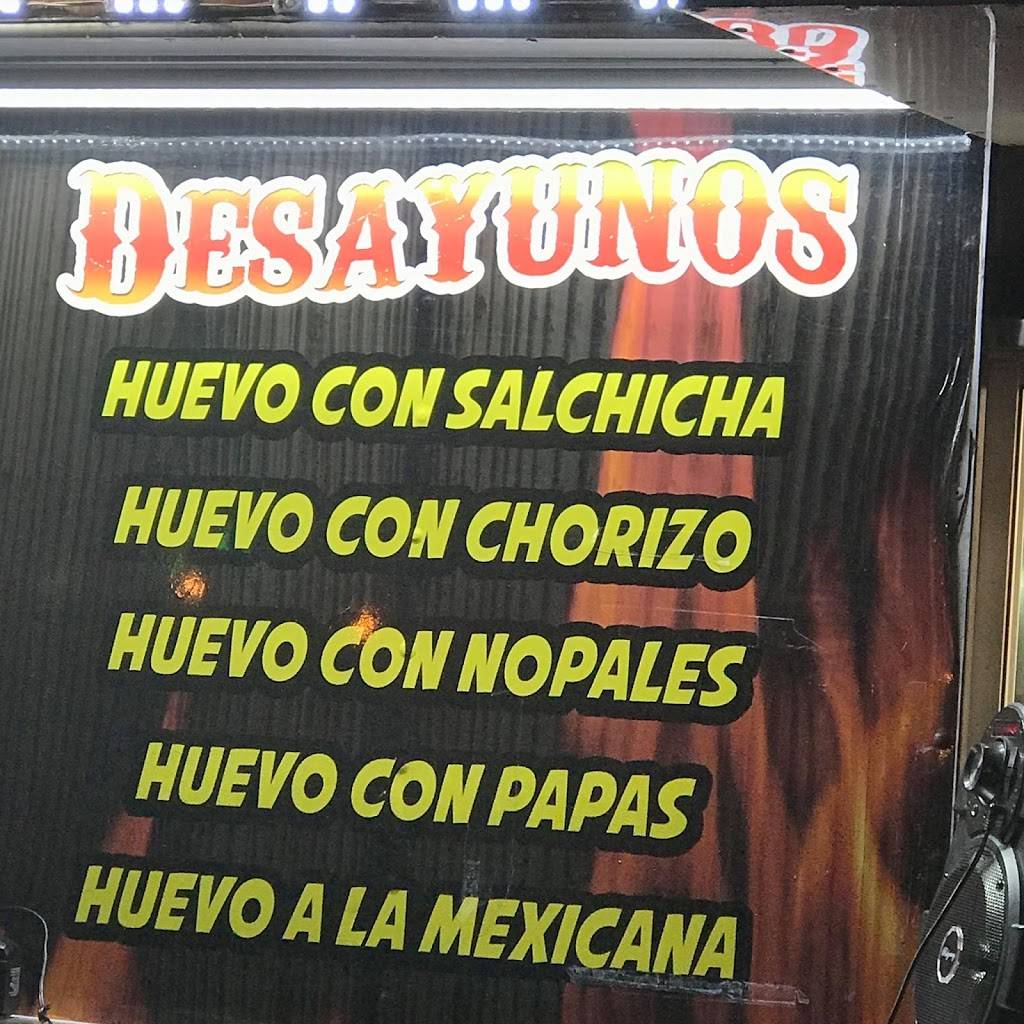 DESAYUNOS
HUEVO CON SALCHICHA
HUEVO CON CHORIZO
HUEVO CON NOPALES
HUEVO CON PAPAS
HUEVO A LA MEXICANA